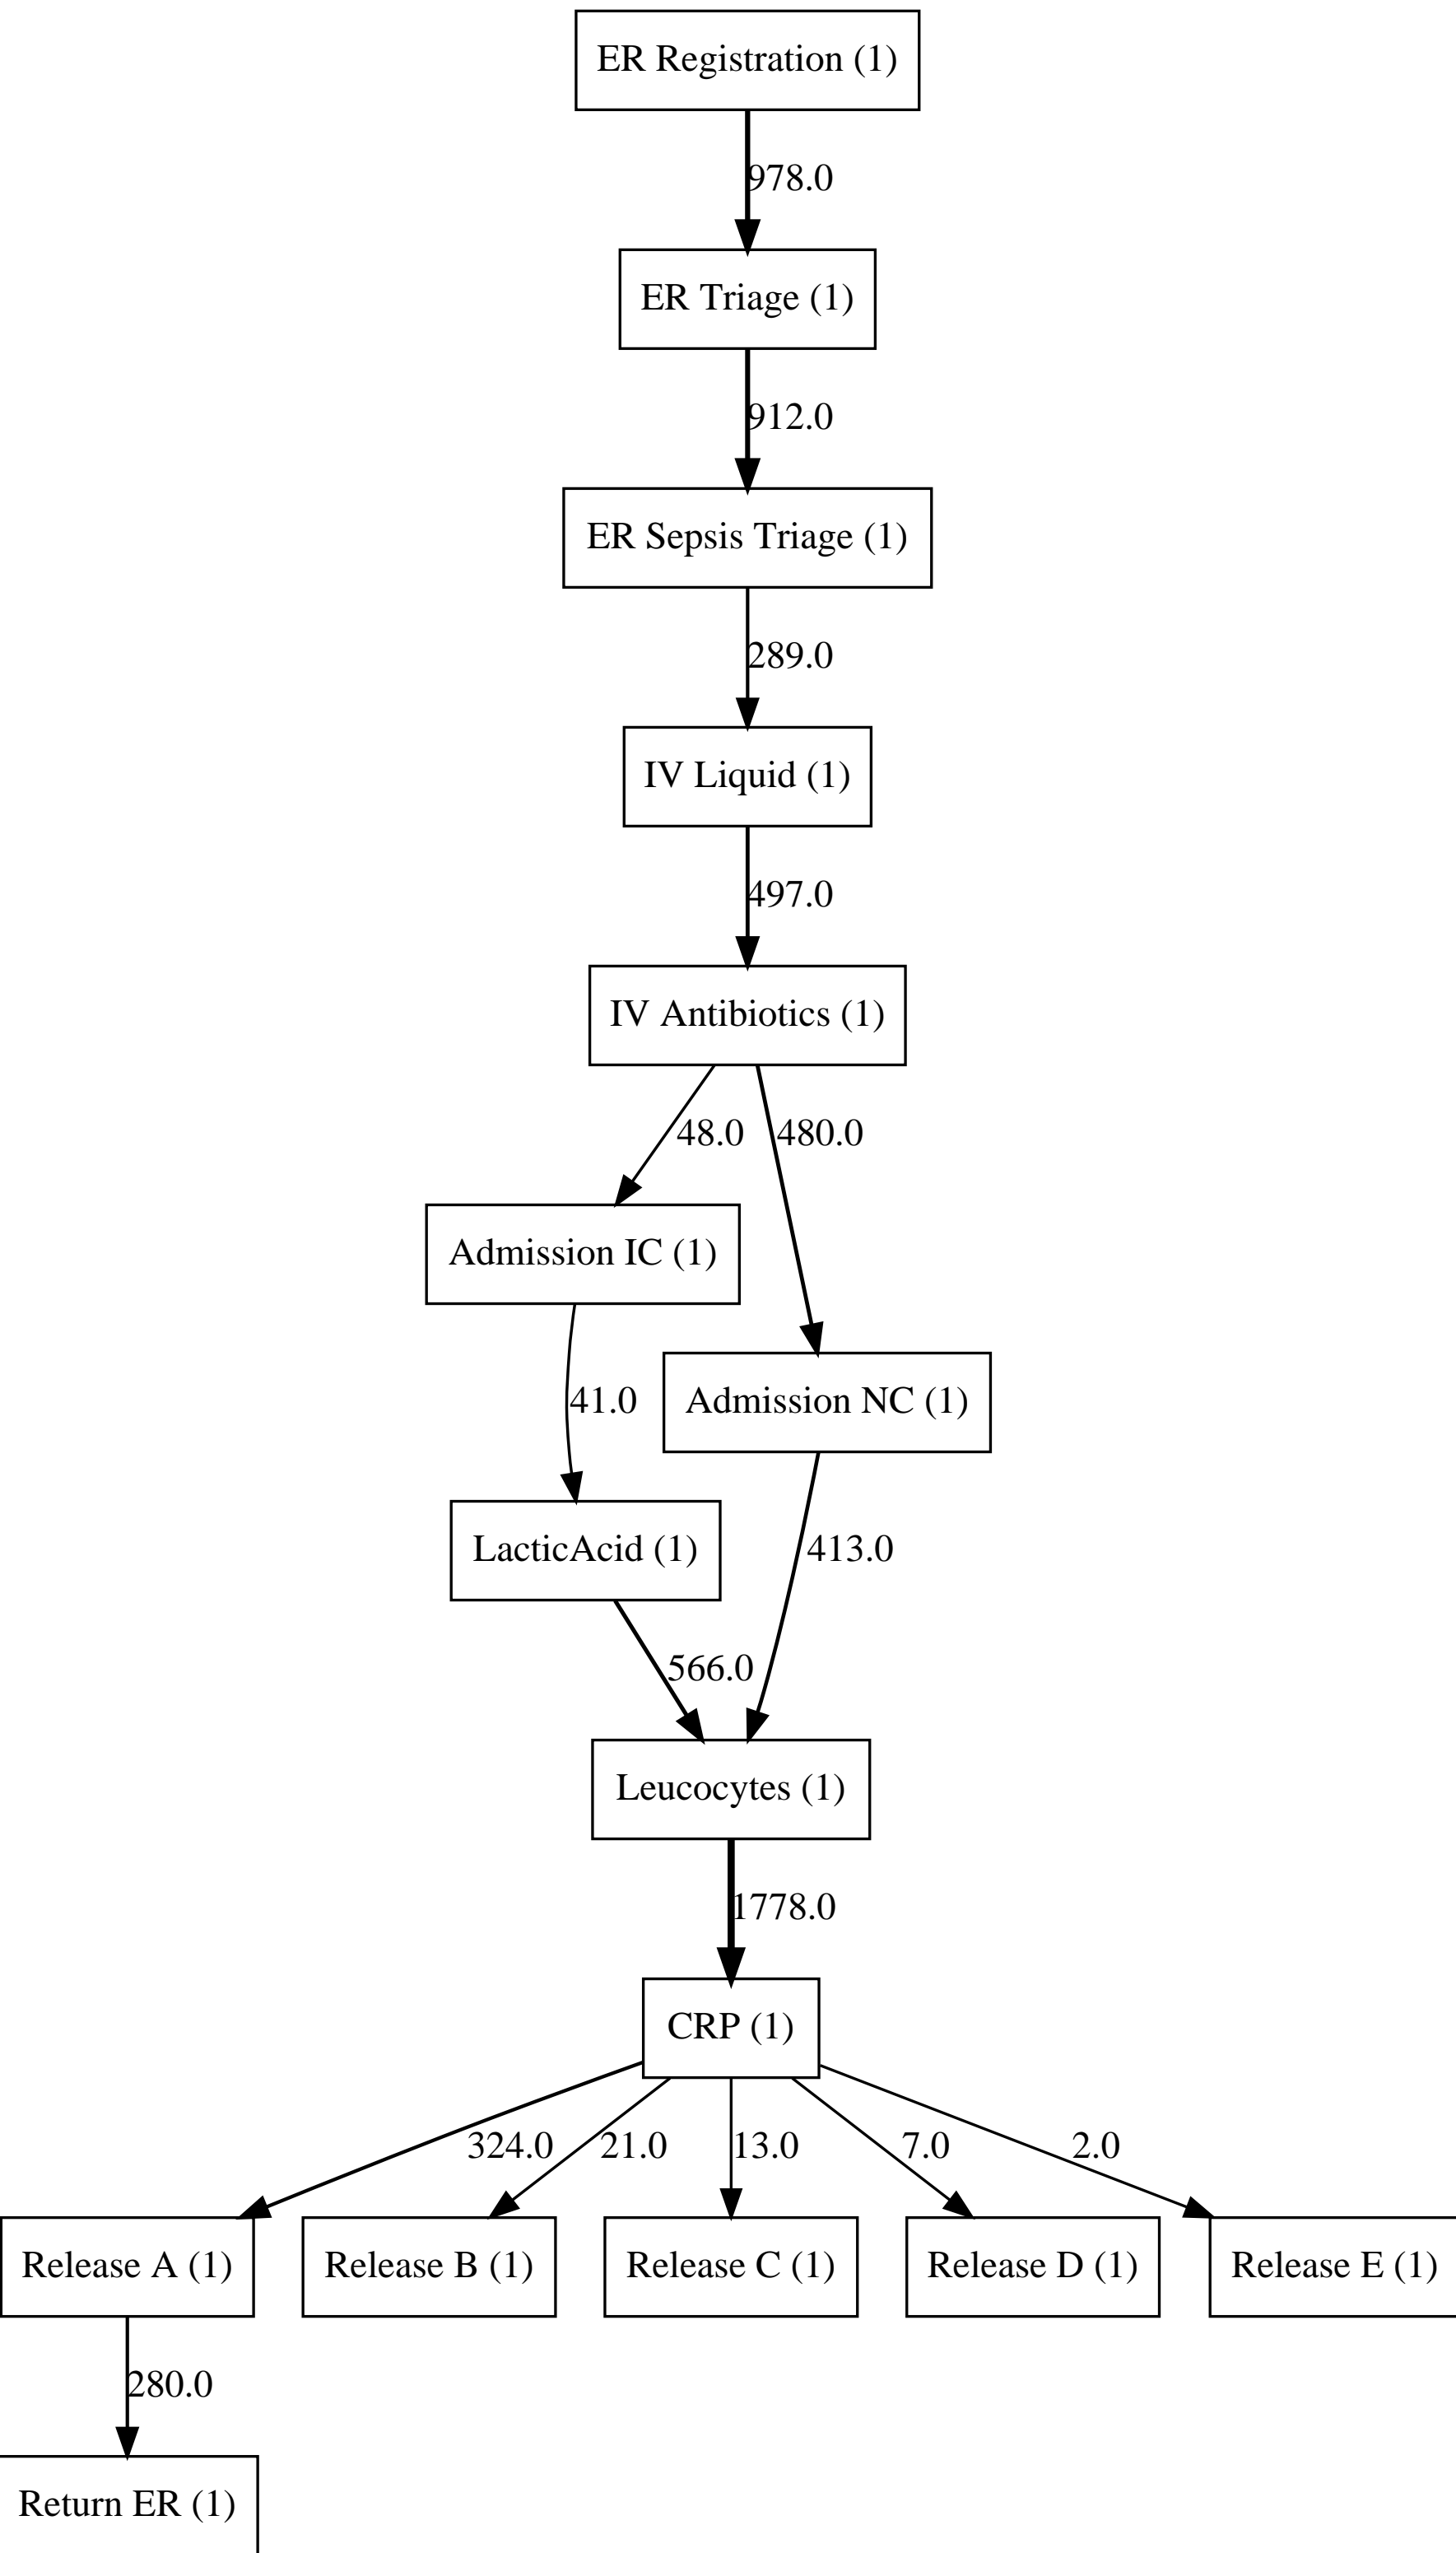 ER Registration (1)
978.0
ER Triage (1)
912.0
ER Sepsis Triage (1)
289.0
IV Liquid (1)
497.0
IV Antibiotics (1)
48.0
480.0
Admission IC (1)
Admission NC (1)
41.0
LacticAcid (1)
413.0
566.0
Leucocytes (1)
1778.0
CRP (1)
324.0
21.0
13.0
7.0
2.0
Release A (1)
Release B (1)
Release C (1)
Release D (1)
Release E (1)
280.0
Return ER (1)